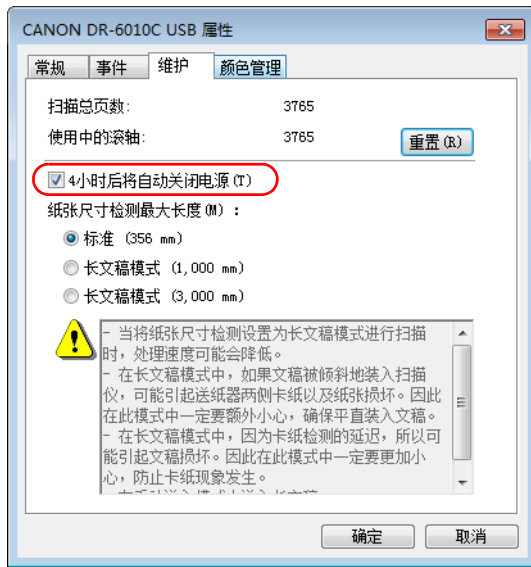 CANON DR-6010C USB 属性
常规 事件 维护 颜色管理
扫描总页数: 3765
使用中的滚轴: 3765 重置(R)
4小时后将自动关闭电源(T)
纸张尺寸检测最大长度(M) :
标准 (356 mm)
长文稿模式 (1,000 mm)
长文稿模式 (3,000 mm)
- 当将纸张尺寸检测设置为长文稿模式进行扫描
时，处理速度可能会降低。
- 在长文稿模式中，如果文稿被倾斜地装入扫描
仪，可能引起送纸器两侧卡纸以及纸张损坏。因此
在此模式中一定要额外小心，确保平直装入文稿。
- 在长文稿模式中，因为卡纸检测的延迟，所以可
能引起文稿损坏。因此在此模式中一定要更加小
心，防止卡纸现象发生。
确定 取消